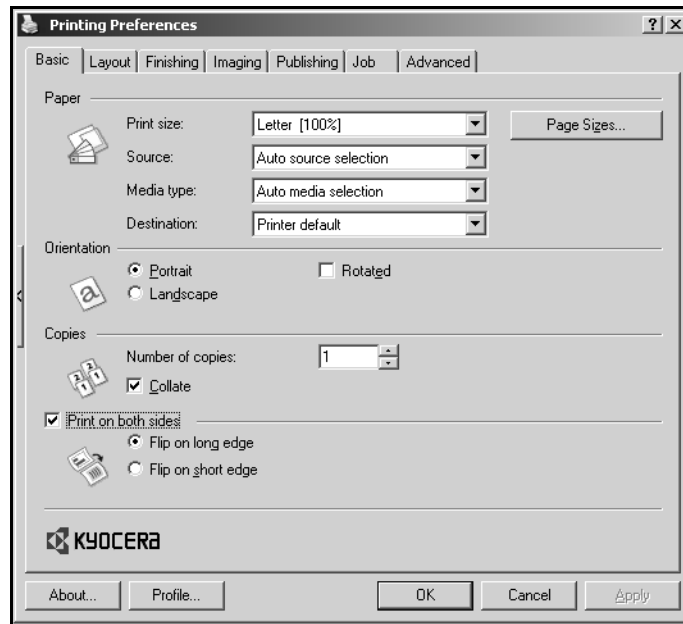 Printing Preferences
Basic Layout Finishing Imaging Publishing Job Advanced
Paper
Print size: Letter [100%] Page Sizes...
Source: Auto source selection
Media type: Auto media selection
Destination: Printer default
Orientation
Portrait Rotated
Landscape
Copies
Number of copies: 1
Collate
Print on both sides
Flip on long edge
Flip on short edge
KYOCERA
About... Profile... OK Cancel Apply